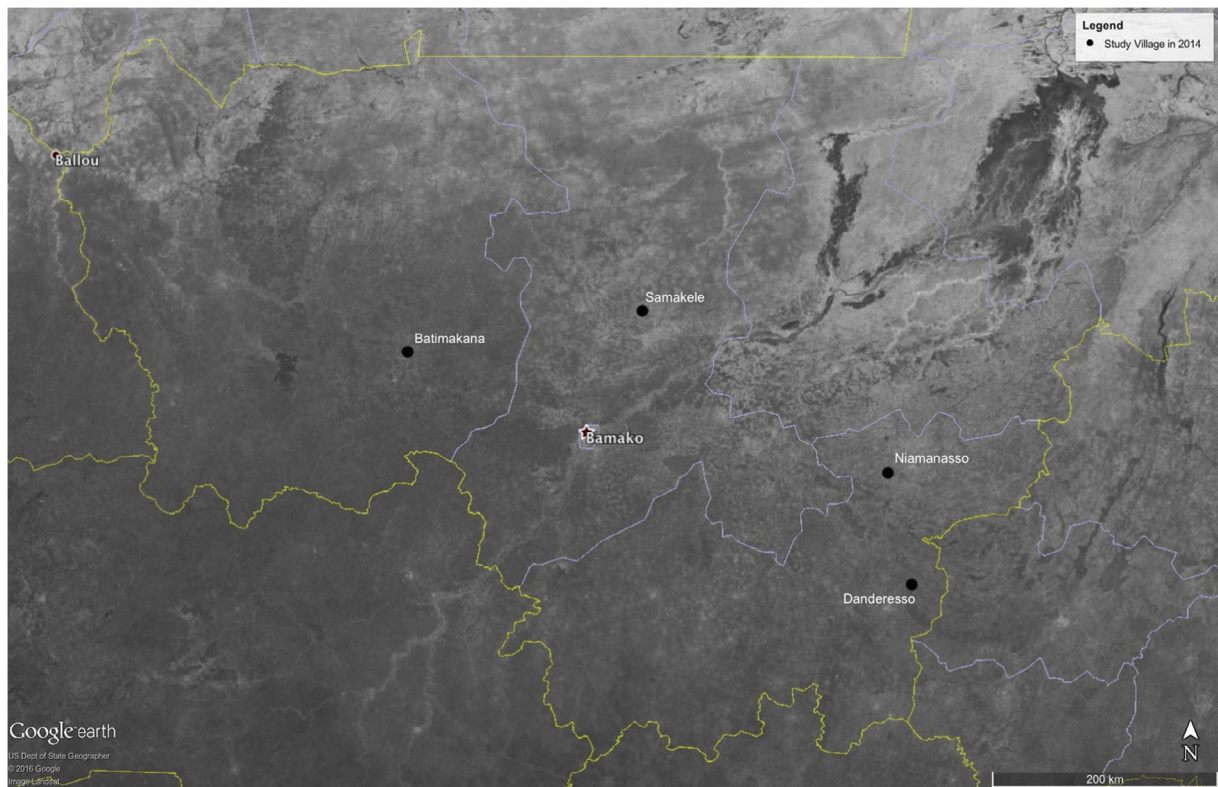 Legend
Study Village in 2014
Ballou
Samakele
Batimakana
Bamako
Niamanasso
Danderesso
Google earth
US Dept of State Geographer
© 2016 Google
Image Landsat
N
200 km